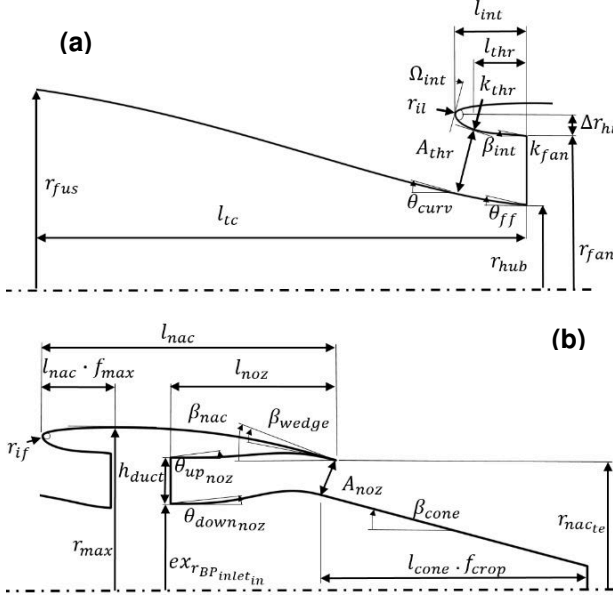 (a)
l_int
l_thr
Ω_int
k_thr
r_il
Δr_hi
A_thr
β_int
k_fan
r_fus
θ_curv
θ_ff
l_tc
r_hub
r_fan
(b)
l_nac
l_nac · f_max
l_noz
β_nac
β_wedge
r_if
h_duct
θ_up_noz
A_noz
θ_down_noz
β_cone
r_max
ex_r_BP_inlet_in
r_nac_te
l_cone · f_crop